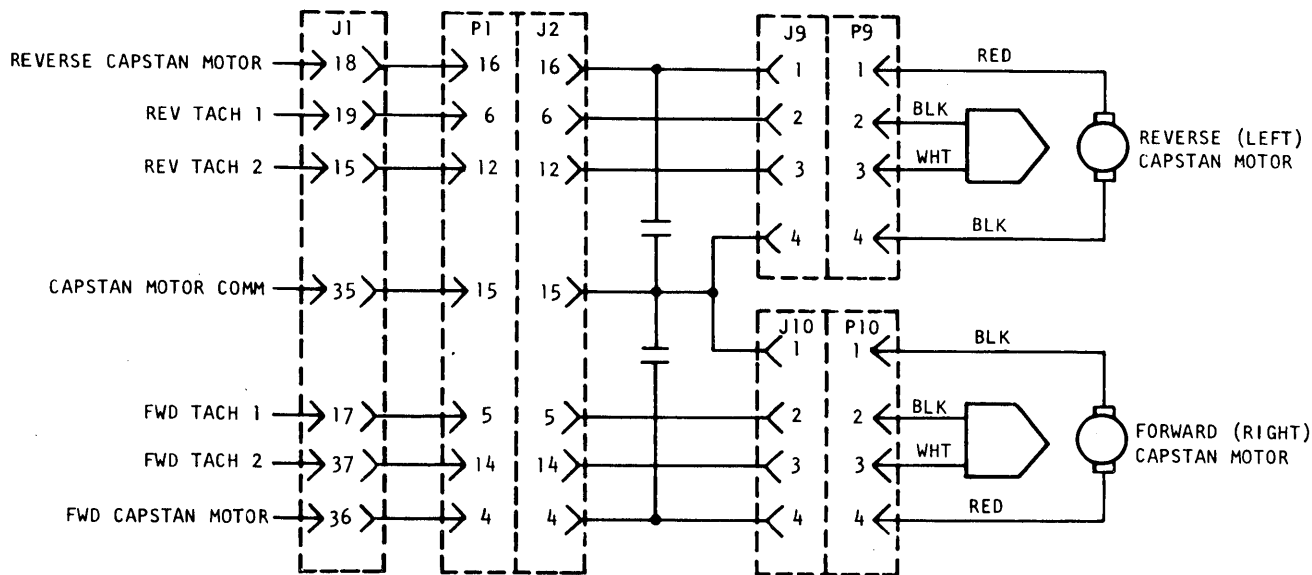 J1 P1 J2 J9 P9
REVERSE CAPSTAN MOTOR 18 16 16 1 1 RED
REV TACH 1 19 6 6 2 2 BLK
REV TACH 2 15 12 12 3 3 WHT
REVERSE (LEFT)
CAPSTAN MOTOR
4 4 BLK
CAPSTAN MOTOR COMM 35 15 15
J10 P10
1 1 BLK
FWD TACH 1 17 5 5 2 2 BLK
FWD TACH 2 37 14 14 3 3 WHT
FORWARD (RIGHT)
CAPSTAN MOTOR
FWD CAPSTAN MOTOR 36 4 4 4 4 RED